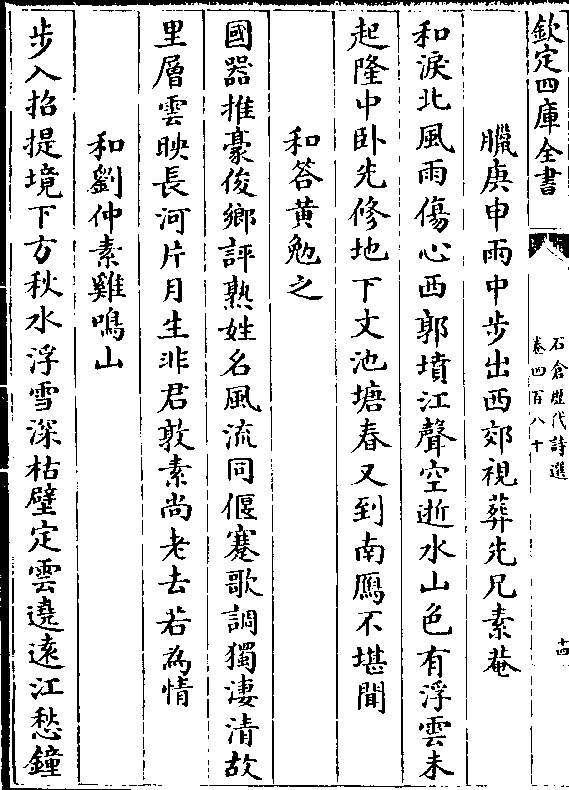 欽定四庫全書
石倉歷代詩選
卷四百八十
十四
臘庚申雨中步出西郊視葬先兄素菴
和淚北風雨傷心西郭墳江聲空逝水山色有浮雲未
起隆中卧先修地下文池塘春又到南鴈不堪聞
和答黄勉之
國器推豪俊鄉評熟姓名風流同偃蹇歌調獨淒清故
里層雲映長河片月生非君敦素尚老去若為情
和劉仲素雞鳴山
步入招提境下方秋水浮雪深枯壁定雲遶遠江愁鐘